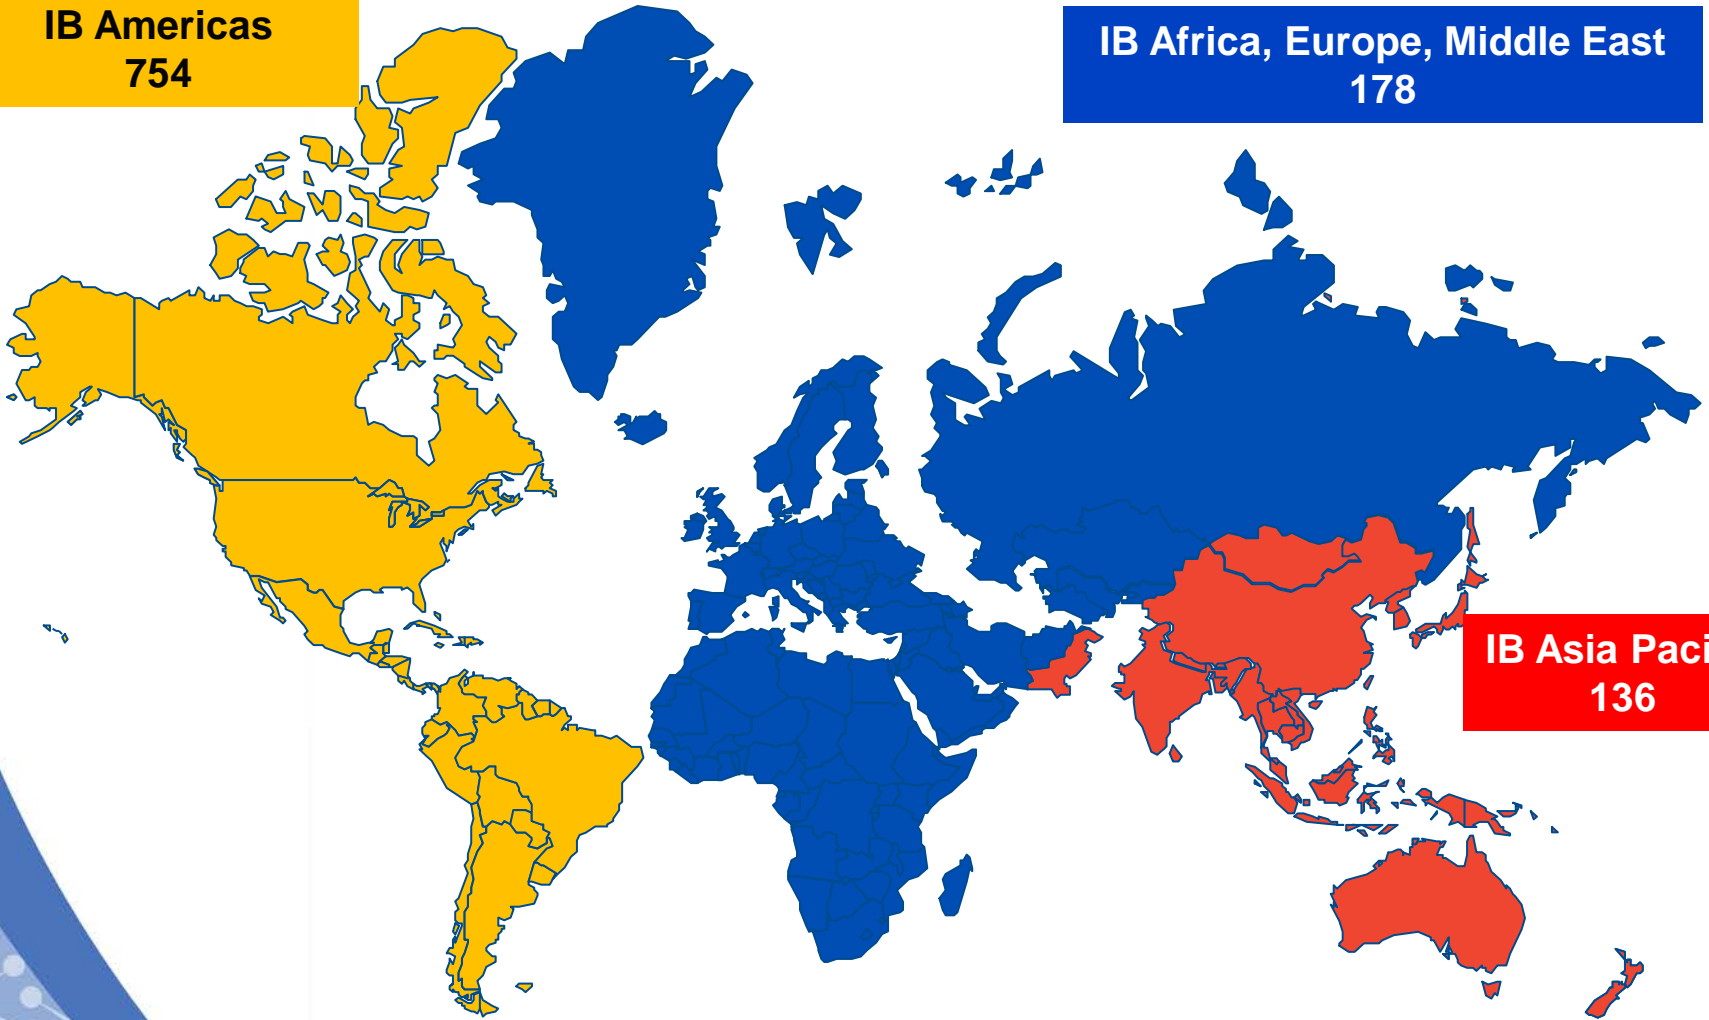 IB Americas
754
IB Africa, Europe, Middle East
178
IB Asia Paci
136